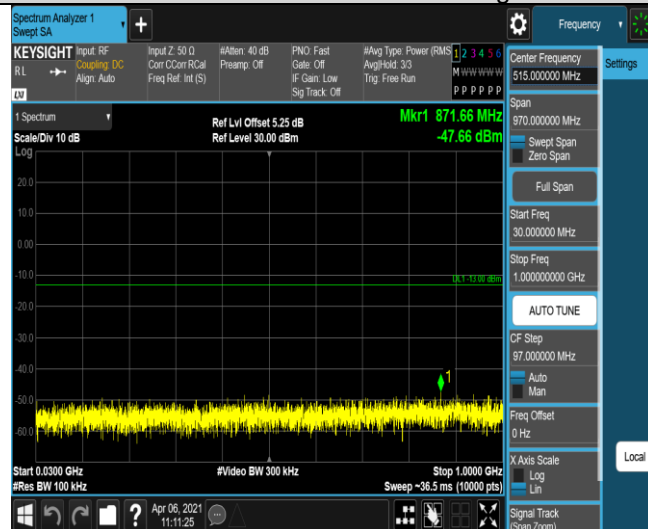 Spectrum Analyzer 1
Swept SA
KEYSIGHT
RL
LXI
Input: RF
Coupling: DC
Align: Auto
Input Z: 50 Ω
Corr CCorr RCal
Freq Ref: Int (S)
#Atten: 40 dB
Preamp: Off
PNO: Fast
Gate: Off
IF Gain: Low
Sig Track: Off
#Avg Type: Power (RMS
Avg|Hold: 3/3
Trig: Free Run
1 2 3 4 5 6
M W W W W W
P P P P P P
1 Spectrum
Scale/Div 10 dB
Log
Ref Lvl Offset 5.25 dB
Ref Level 30.00 dBm
Mkr1 871.66 MHz
-47.66 dBm
20.0
10.0
0.00
-10.0
DL1 -13.00 dBm
-20.0
-30.0
-40.0
1
-50.0
-60.0
Start 0.0300 GHz
#Res BW 100 kHz
#Video BW 300 kHz
Stop 1.0000 GHz
Sweep ~36.5 ms (10000 pts)
?
Apr 06, 2021
11:11:25
Frequency
Settings
Center Frequency
515.000000 MHz
Span
970.000000 MHz
Swept Span
Zero Span
Full Span
Start Freq
30.000000 MHz
Stop Freq
1.000000000 GHz
AUTO TUNE
CF Step
97.000000 MHz
Auto
Man
Freq Offset
0 Hz
X Axis Scale
Log
Lin
Signal Track
(Span Zoom)
Local